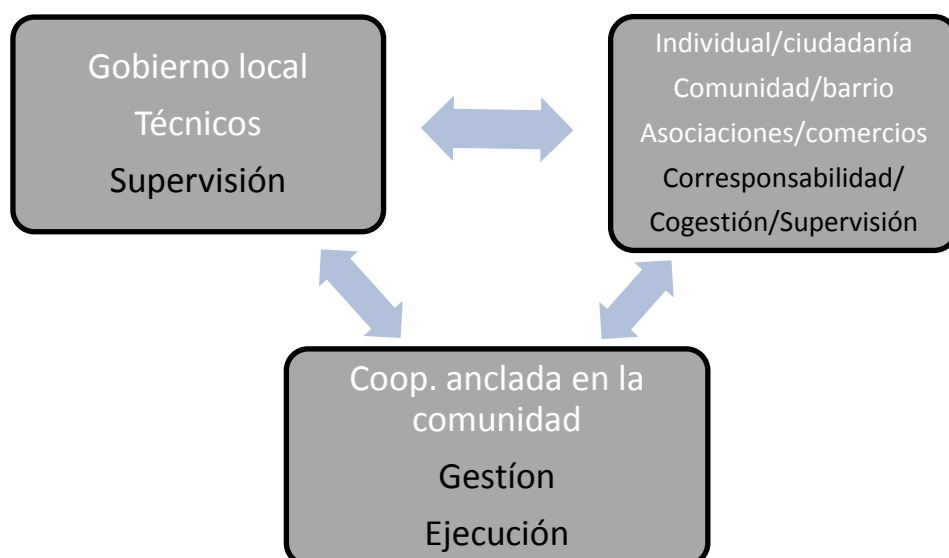 Gobierno local
Técnicos
Supervisión
Individual/ciudadanía
Comunidad/barrio
Asociaciones/comercios
Corresponsabilidad/
Cogestión/Supervisión
Coop. anclada en la
comunidad
Gestíon
Ejecución